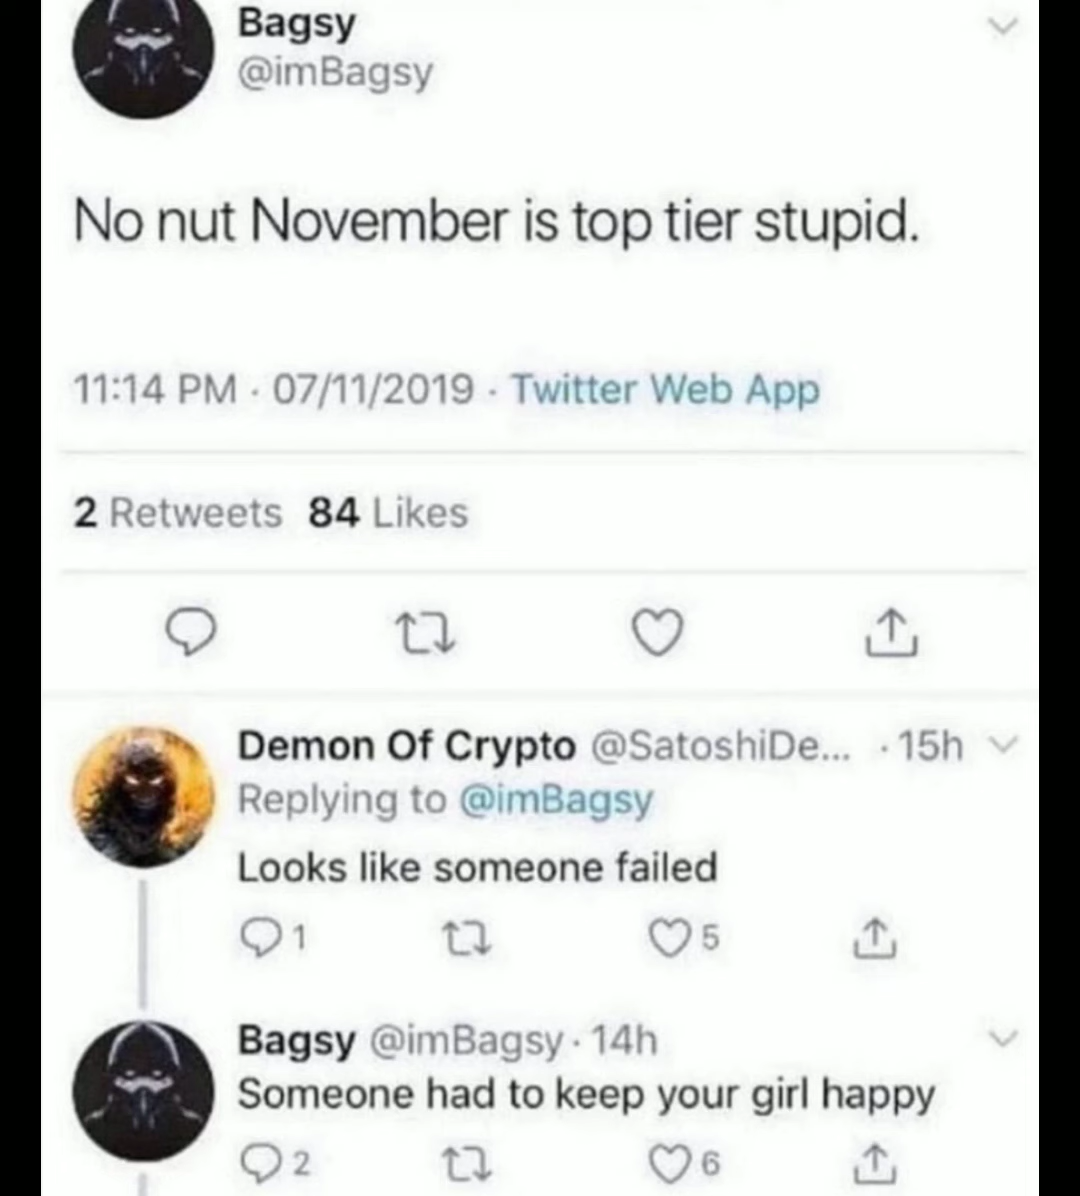 Bagsy
@imBagsy
No nut November is top tier stupid.
11:14 PM · 07/11/2019 · Twitter Web App
2 Retweets 84 Likes
Demon Of Crypto @SatoshiDe... · 15h
Replying to @imBagsy
Looks like someone failed
1 5
Bagsy @imBagsy · 14h
Someone had to keep your girl happy
2 6